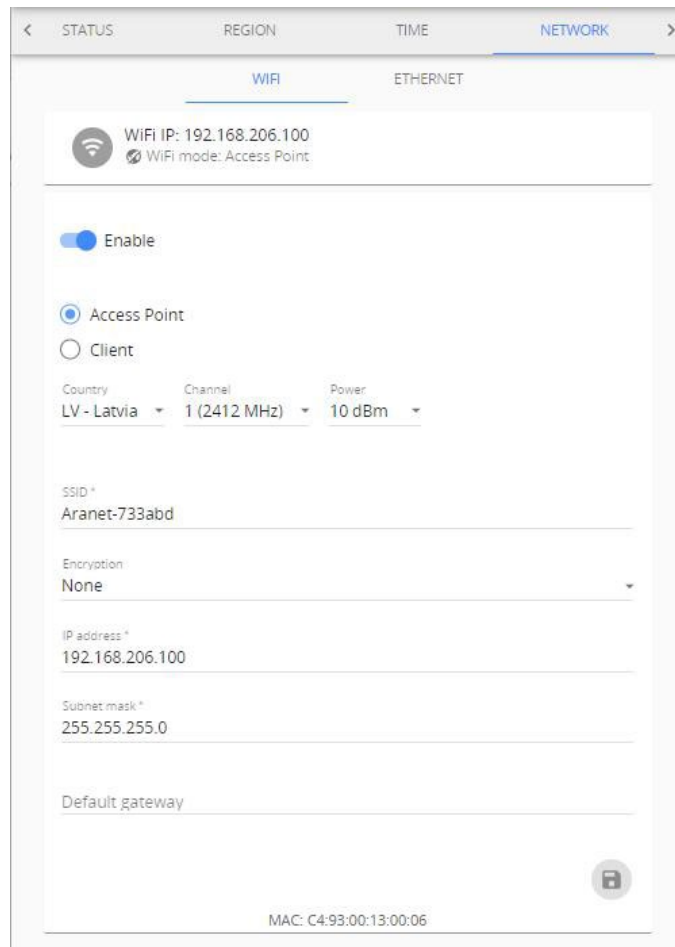 STATUS REGION TIME NETWORK
WIFI ETHERNET
WiFi IP: 192.168.206.100
WiFi mode: Access Point
Enable
Access Point
Client
Country Channel Power
LV - Latvia 1 (2412 MHz) 10 dBm
SSID *
Aranet-733abd
Encryption
None
IP address *
192.168.206.100
Subnet mask *
255.255.255.0
Default gateway
MAC: C4:93:00:13:00:06